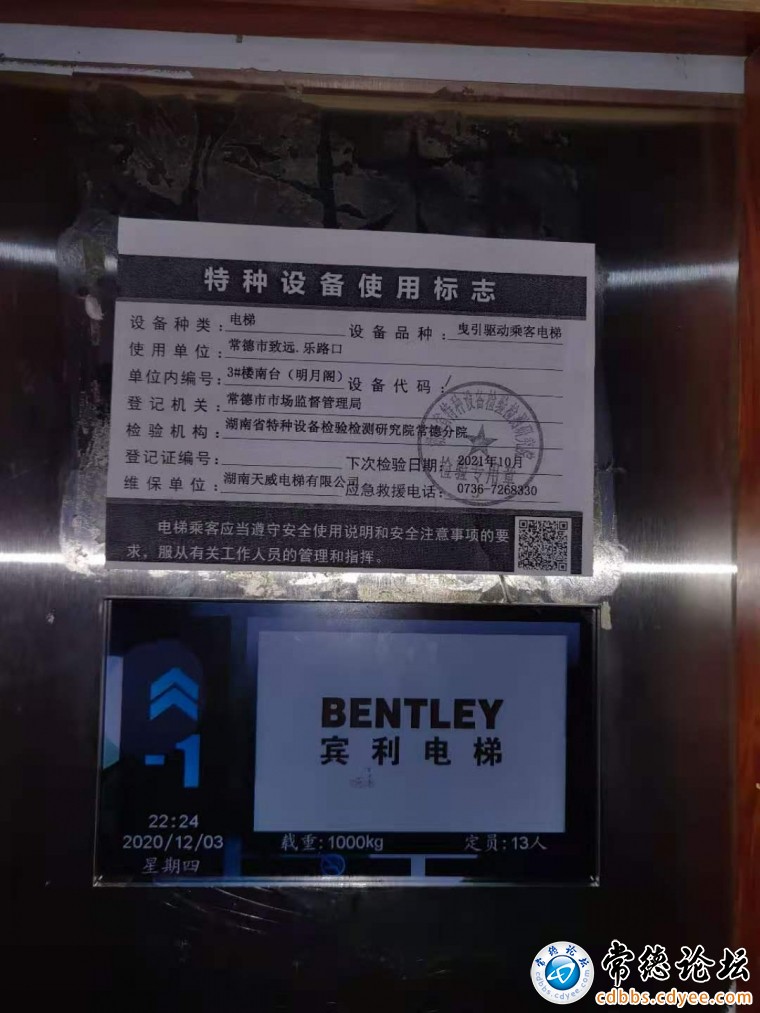 特种设备使用标志
设备种类：电梯 设备品种：曳引驱动乘客电梯
使用单位：常德市致远.乐路口
单位内编号：3#楼南台（明月阁） 设备代码：/
登记机关：常德市市场监督管理局
检验机构：湖南省特种设备检验检测研究院常德分院
登记证编号： 下次检验日期：2021年10月
维保单位：湖南天威电梯有限公司 应急救援电话：0736-7268330
检验专用章
电梯乘客应当遵守安全使用说明和安全注意事项的要
求，服从有关工作人员的管理和指挥。
-1
BENTLEY
宾利电梯
22:24
2020/12/03
星期四
载重:1000kg 定员:13人
常德论坛
cdbbs.cdyee.com